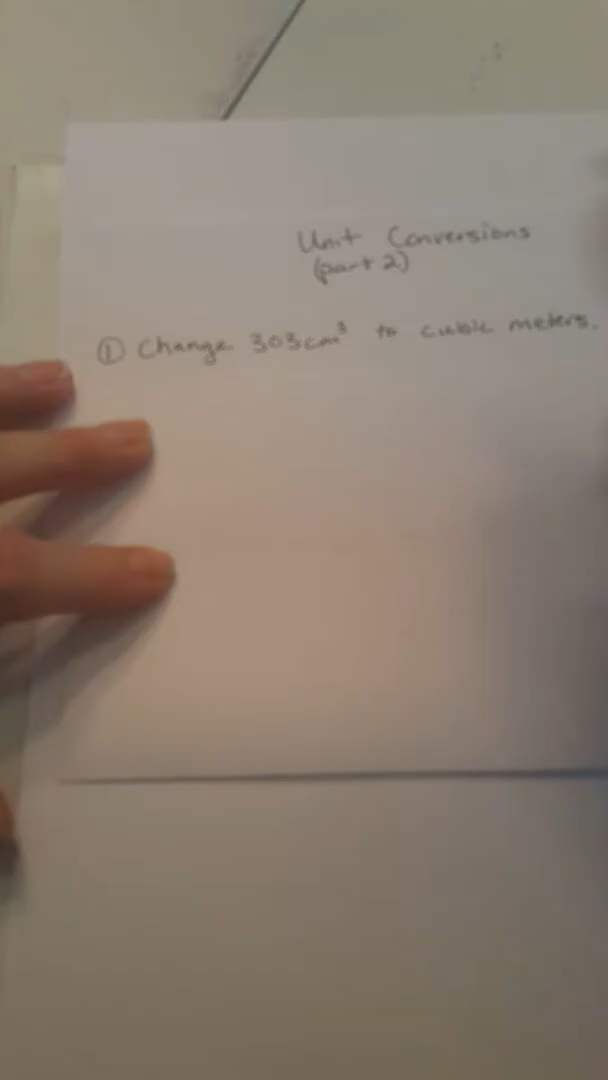 Unit Conversions
(part 2)
① Change 303cm³ to cubic meters.